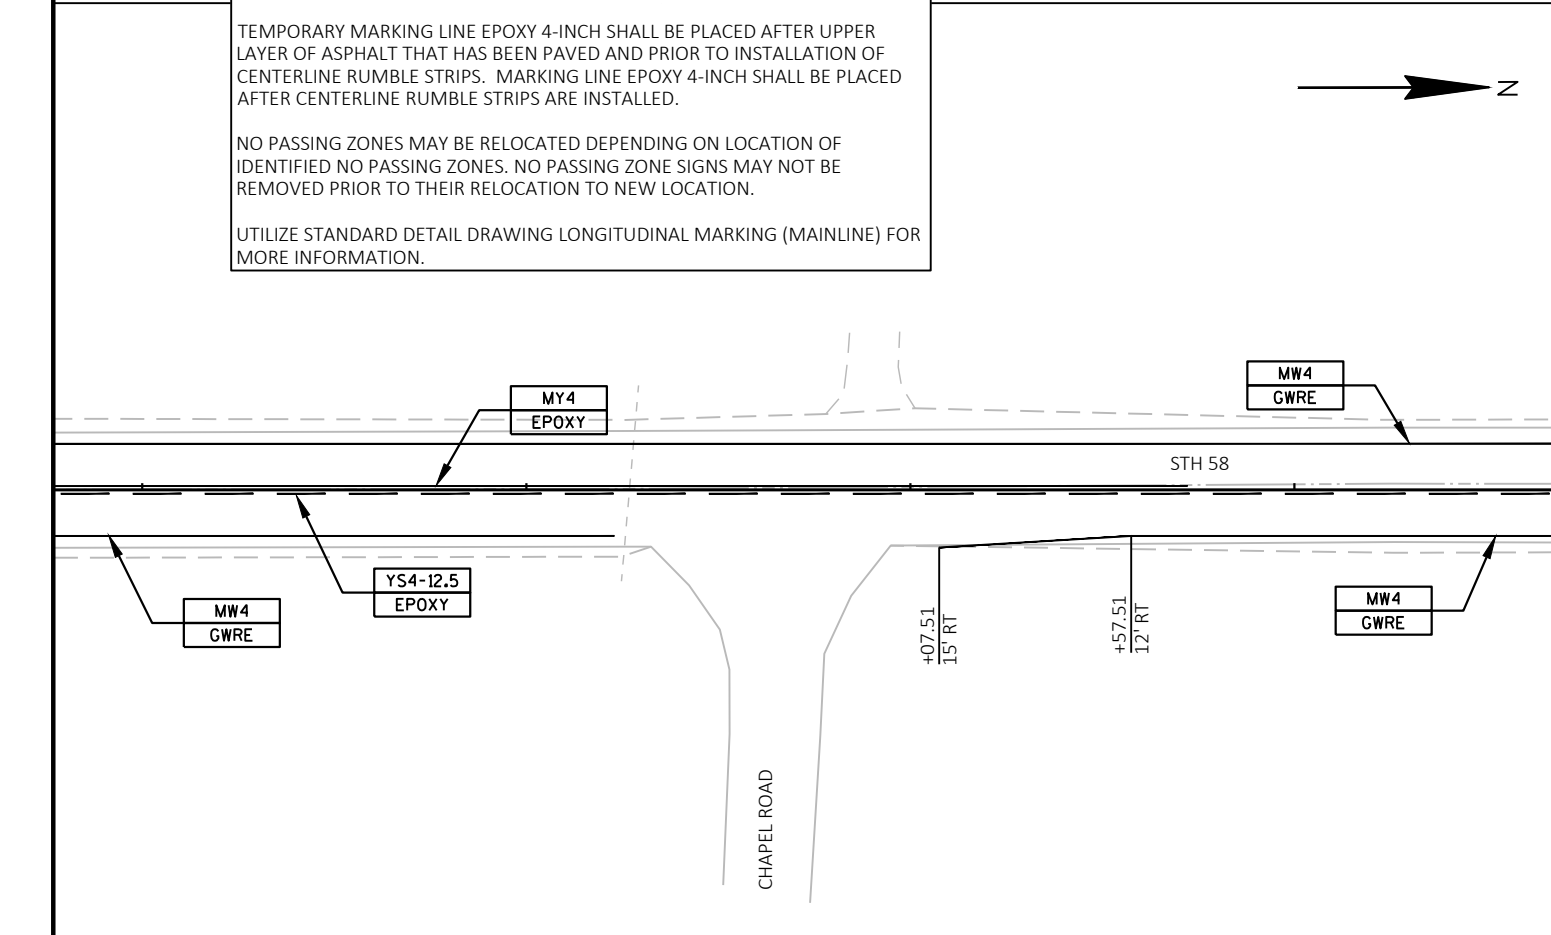 TEMPORARY MARKING LINE EPOXY 4-INCH SHALL BE PLACED AFTER UPPER
LAYER OF ASPHALT THAT HAS BEEN PAVED AND PRIOR TO INSTALLATION OF
CENTERLINE RUMBLE STRIPS.  MARKING LINE EPOXY 4-INCH SHALL BE PLACED
AFTER CENTERLINE RUMBLE STRIPS ARE INSTALLED.
NO PASSING ZONES MAY BE RELOCATED DEPENDING ON LOCATION OF
IDENTIFIED NO PASSING ZONES. NO PASSING ZONE SIGNS MAY NOT BE
REMOVED PRIOR TO THEIR RELOCATION TO NEW LOCATION.
UTILIZE STANDARD DETAIL DRAWING LONGITUDINAL MARKING (MAINLINE) FOR
MORE INFORMATION.
N
MW4
GWRE
MY4
EPOXY
STH 58
YS4-12.5
EPOXY
MW4
GWRE
MW4
GWRE
+07.51
15' RT
+57.51
12' RT
CHAPEL ROAD